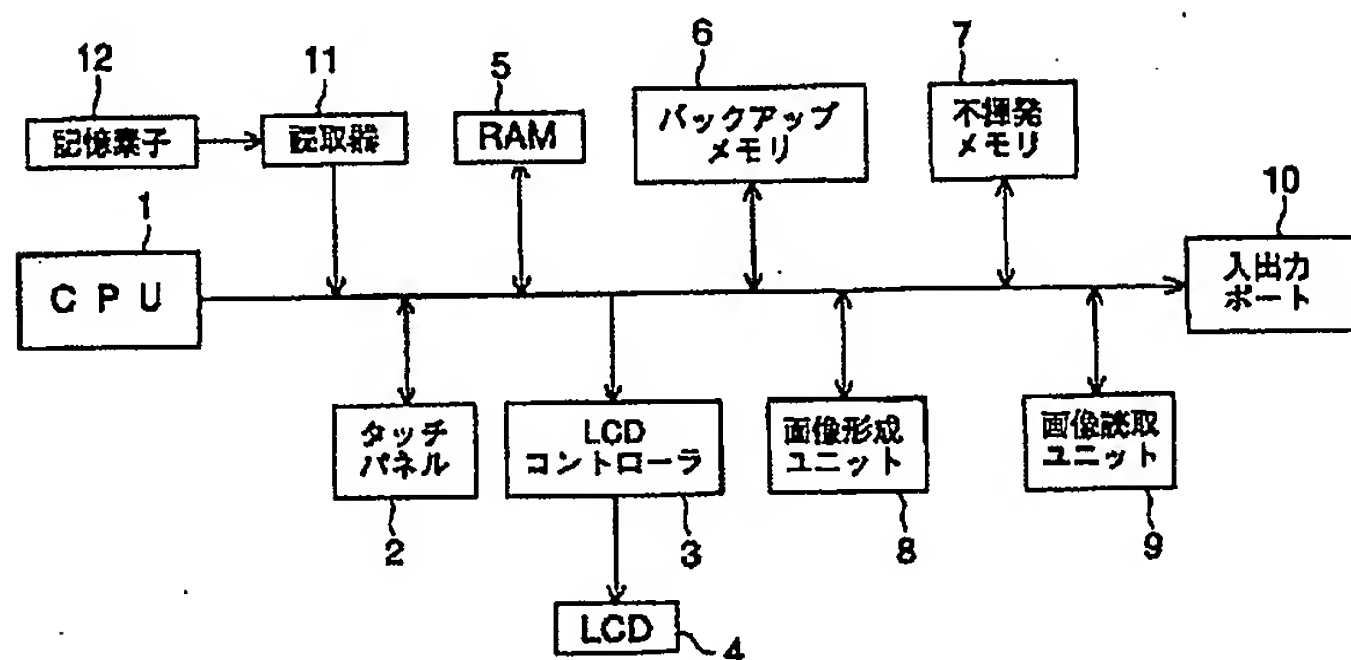 12
記憶素子
11
読取器
5
RAM
6
バックアップ
メモリ
7
不揮発
メモリ
1
CPU
10
入出力
ポート
タッチ
パネル
2
LCD
コントローラ
3
LCD
4
画像形成
ユニット
8
画像読取
ユニット
9